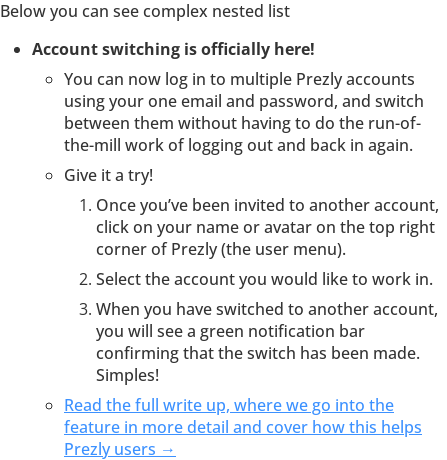 Below you can see complex nested list
• Account switching is officially here!
◦ You can now log in to multiple Prezly accounts
using your one email and password, and switch
between them without having to do the run-of-
the-mill work of logging out and back in again.
◦ Give it a try!
1. Once you’ve been invited to another account,
click on your name or avatar on the top right
corner of Prezly (the user menu).
2. Select the account you would like to work in.
3. When you have switched to another account,
you will see a green notification bar
confirming that the switch has been made.
Simples!
◦ Read the full write up, where we go into the
feature in more detail and cover how this helps
Prezly users →